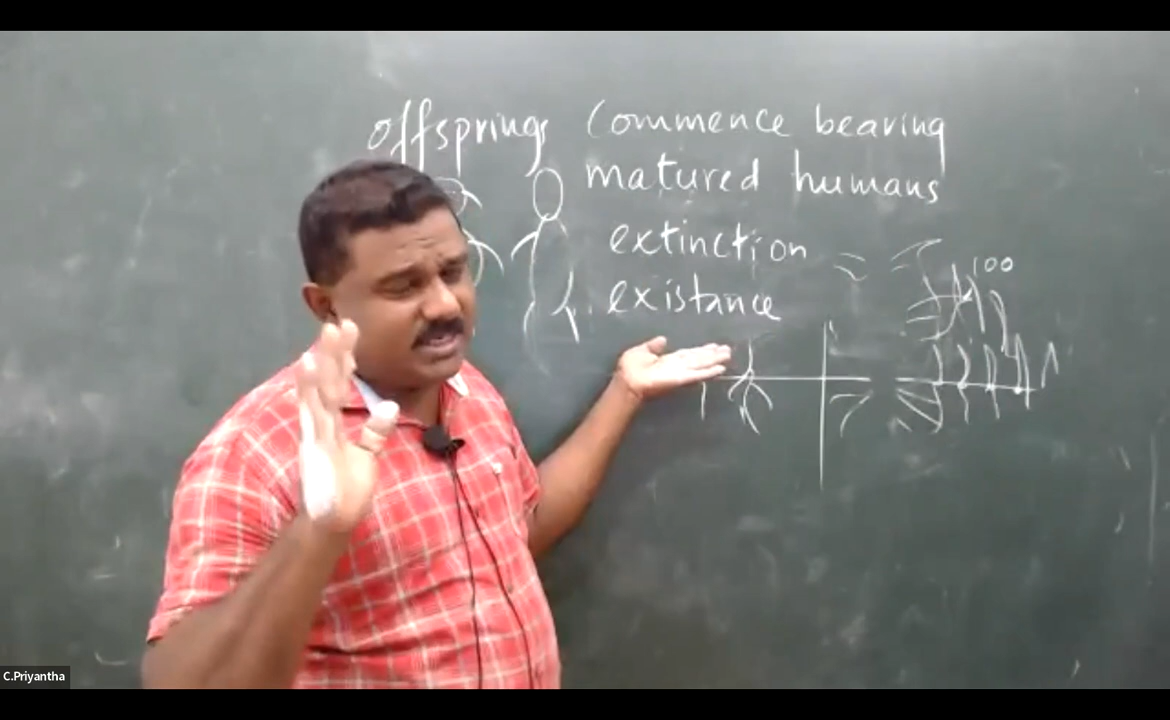 offsprings commence bearing
matured humans
extinction
existance
100
C.Priyantha